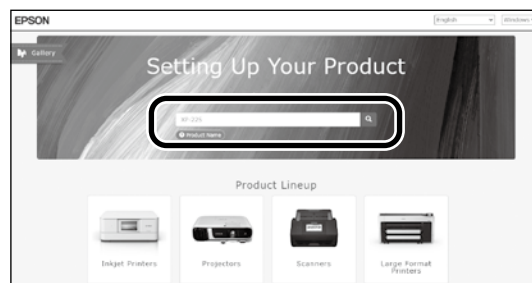 EPSON
English
Windows
Gallery
Setting Up Your Product
XP-225
Product Name
Product Lineup
Inkjet Printers
Projectors
Scanners
Large Format
Printers